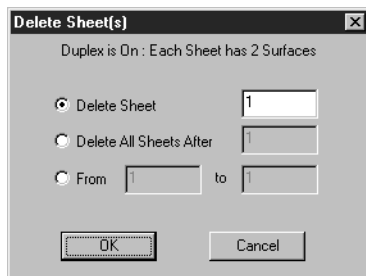 Delete Sheet(s)
Duplex is On : Each Sheet has 2 Surfaces
Delete Sheet 1
Delete All Sheets After 1
From 1 to 1
OK Cancel